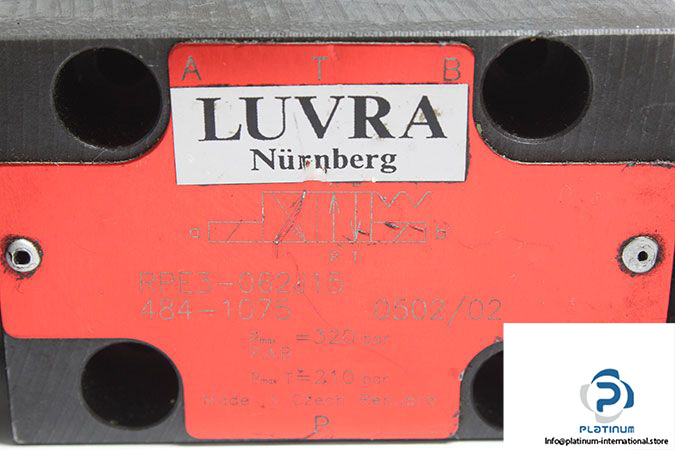 A T B
LUVRA
Nürnberg
a b
P T
RPE3-062J15
484-1075 0502/02
Pmax = 320 bar
P,A,B
Pmax T = 210 bar
Made in Czech Republic
P
P
PLATINUM
info@platinum-international.store